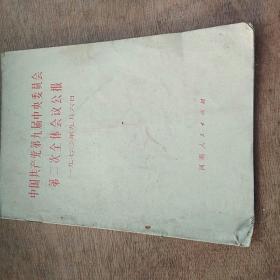 中国共产党第九届中央委员会
第二次全体会议公报
一九七〇年九月六日
河南人民出版社